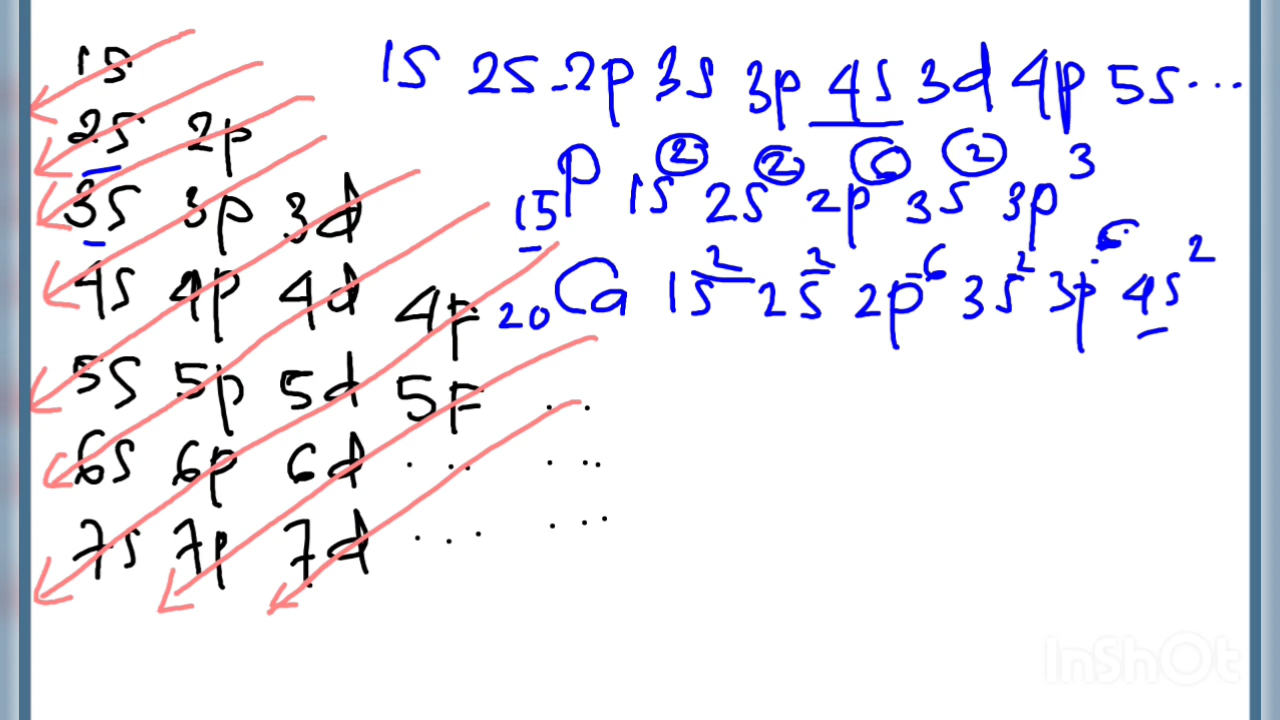 1s
2s 2p
3s 3p 3d
4s 4p 4d 4F
5s 5p 5d 5F ..
6s 6p 6d ... ...
7s 7p 7d ... ...
1s 2s 2p 3s 3p 4s 3d 4p 5s...
₁₅P 1s² 2s² 2p⁶ 3s² 3p³
₂₀Ca 1s² 2s² 2p⁶ 3s² 3p⁶ 4s²
InShOt